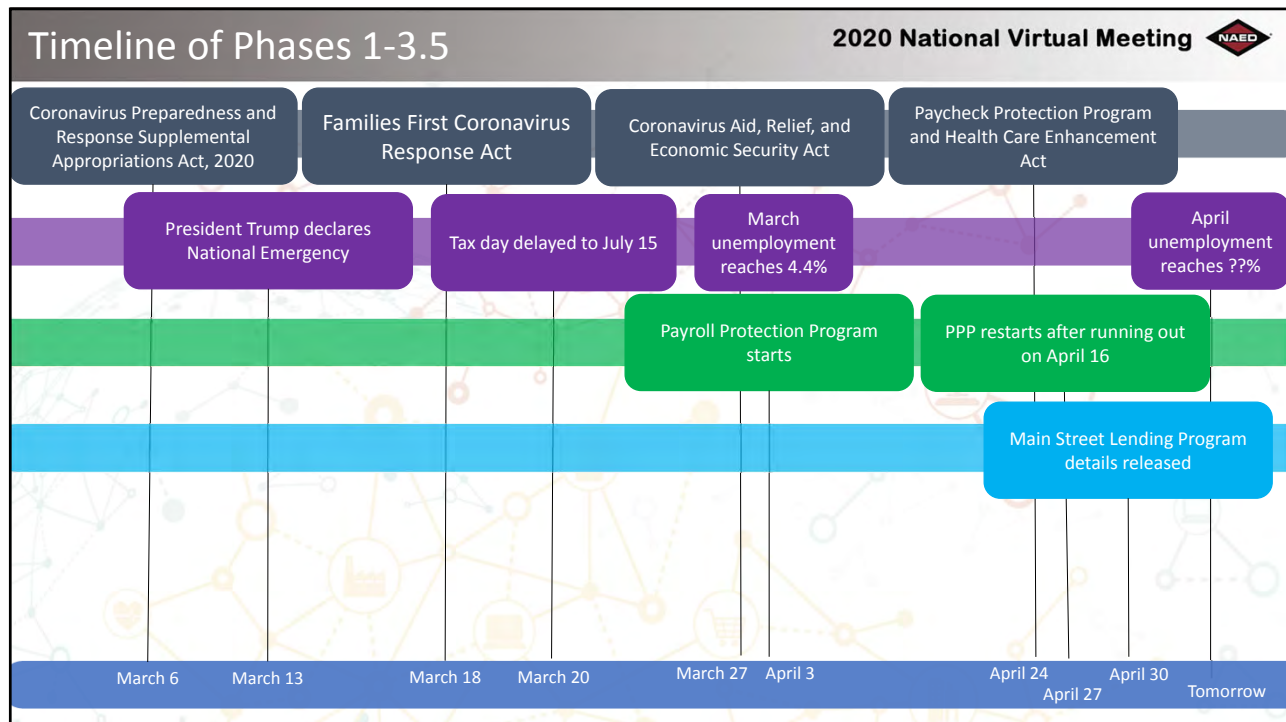 Timeline of Phases 1-3.5
2020 National Virtual Meeting
NAED
Coronavirus Preparedness and
Response Supplemental
Appropriations Act, 2020
Families First Coronavirus
Response Act
Coronavirus Aid, Relief, and
Economic Security Act
Paycheck Protection Program
and Health Care Enhancement
Act
President Trump declares
National Emergency
Tax day delayed to July 15
March
unemployment
reaches 4.4%
April
unemployment
reaches ??%
Payroll Protection Program
starts
PPP restarts after running out
on April 16
Main Street Lending Program
details released
March 6
March 13
March 18
March 20
March 27
April 3
April 24
April 27
April 30
Tomorrow